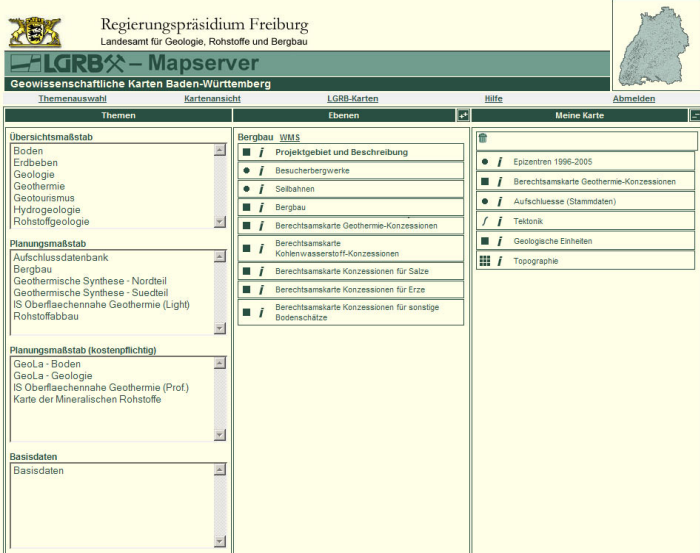 Regierungspräsidium Freiburg
Landesamt für Geologie, Rohstoffe und Bergbau
LGRB – Mapserver
Geowissenschaftliche Karten Baden-Württemberg
Themenauswahl Kartenansicht LGRB-Karten Hilfe Abmelden
Themen
Übersichtsmaßstab
Boden
Erdbeben
Geologie
Geothermie
Geotourismus
Hydrogeologie
Rohstoffgeologie
Planungsmaßstab
Aufschlussdatenbank
Bergbau
Geothermische Synthese - Nordteil
Geothermische Synthese - Suedteil
IS Oberflaechennahe Geothermie (Light)
Rohstoffabbau
Planungsmaßstab (kostenpflichtig)
GeoLa - Boden
GeoLa - Geologie
IS Oberflaechennahe Geothermie (Prof.)
Karte der Mineralischen Rohstoffe
Basisdaten
Basisdaten
Ebenen
Bergbau WMS
i Projektgebiet und Beschreibung
i Besucherbergwerke
i Seilbahnen
i Bergbau
i Berechtsamskarte Geothermie-Konzessionen
i Berechtsamskarte
Kohlenwasserstoff-Konzessionen
i Berechtsamskarte Konzessionen für Salze
i Berechtsamskarte Konzessionen für Erze
i Berechtsamskarte Konzessionen für sonstige
Bodenschätze
Meine Karte
i Epizentren 1996-2005
i Berechtsamskarte Geothermie-Konzessionen
i Aufschluesse (Stammdaten)
i Tektonik
i Geologische Einheiten
i Topographie